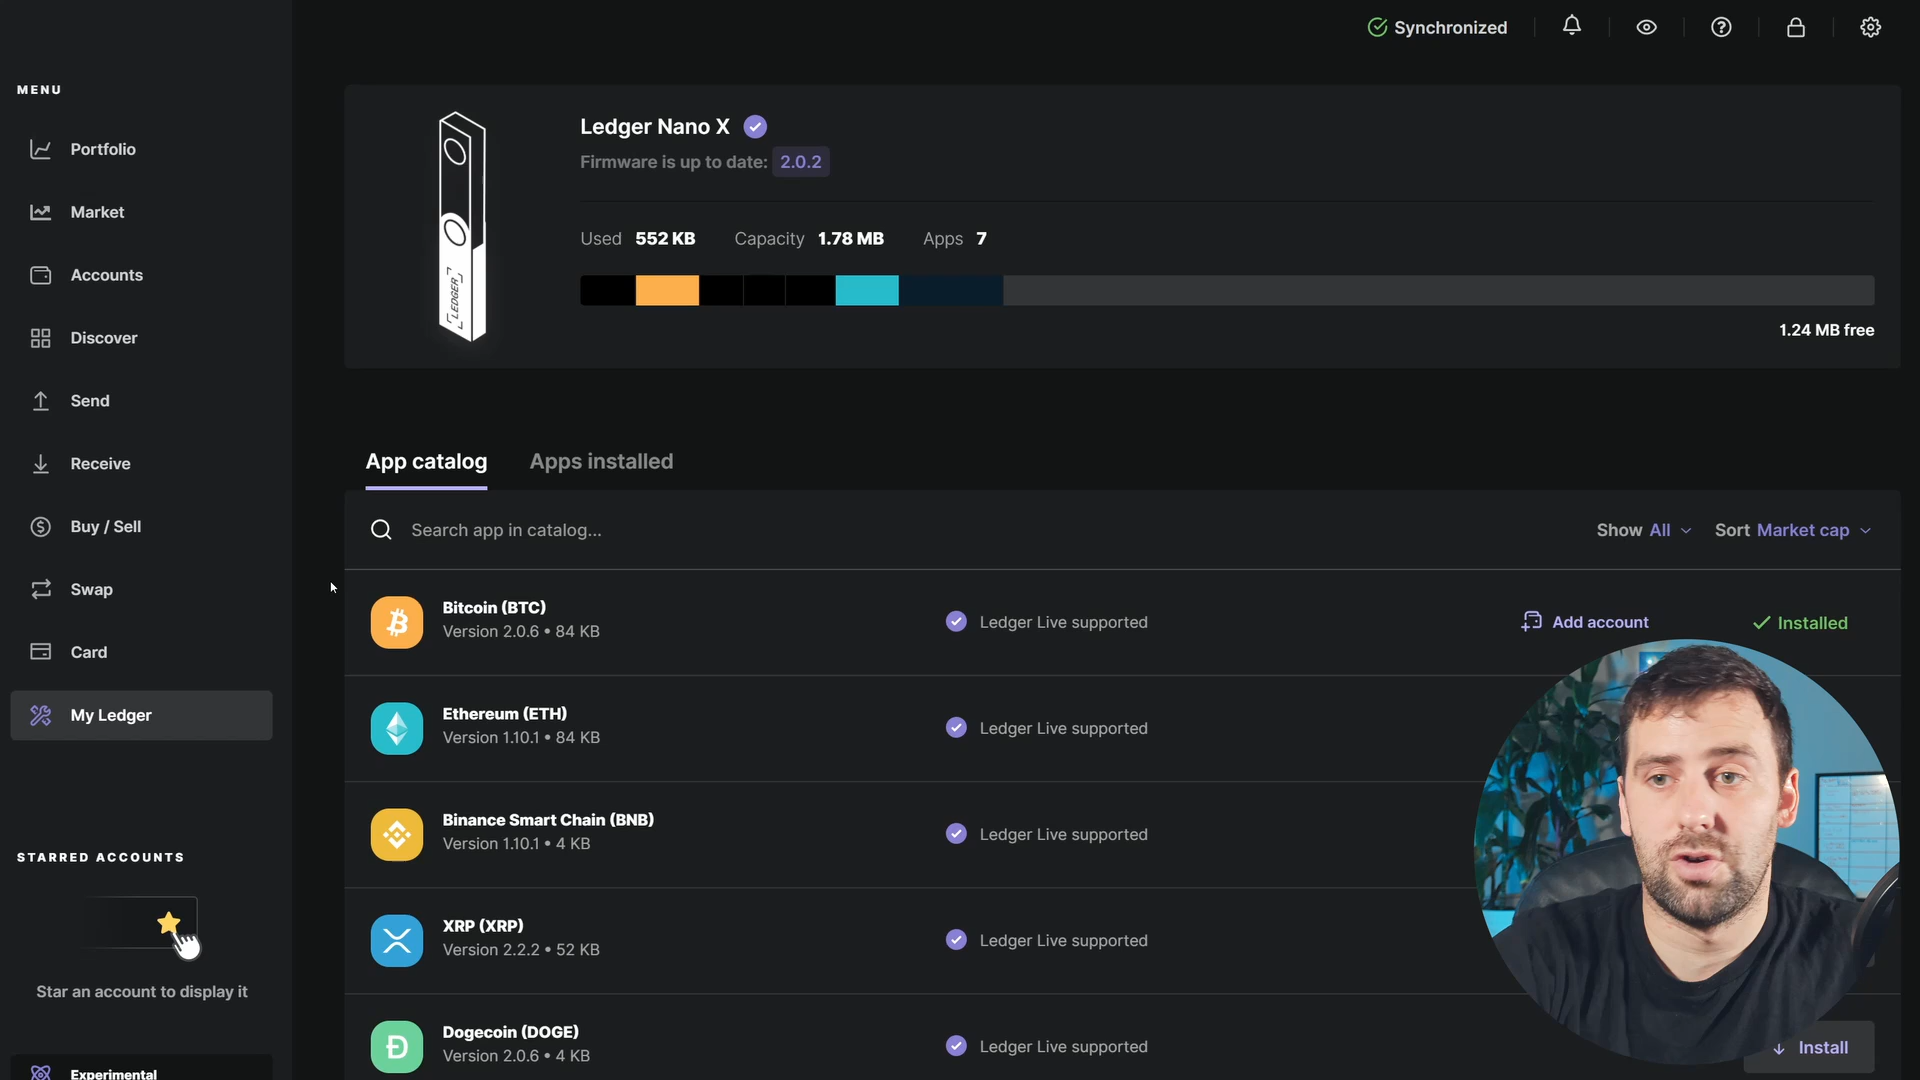 Synchronized
MENU
Portfolio
Market
Accounts
Discover
Send
Receive
Buy / Sell
Swap
Card
My Ledger
STARRED ACCOUNTS
Star an account to display it
Experimental
LEDGER
Ledger Nano X
Firmware is up to date: 2.0.2
Used 552 KB Capacity 1.78 MB Apps 7
1.24 MB free
App catalog Apps installed
Search app in catalog... Show All Sort Market cap
Bitcoin (BTC)
Version 2.0.6 • 84 KB
Ledger Live supported
Add account
Installed
Ethereum (ETH)
Version 1.10.1 • 84 KB
Ledger Live supported
Binance Smart Chain (BNB)
Version 1.10.1 • 4 KB
Ledger Live supported
XRP (XRP)
Version 2.2.2 • 52 KB
Ledger Live supported
Dogecoin (DOGE)
Version 2.0.6 • 4 KB
Ledger Live supported
Install